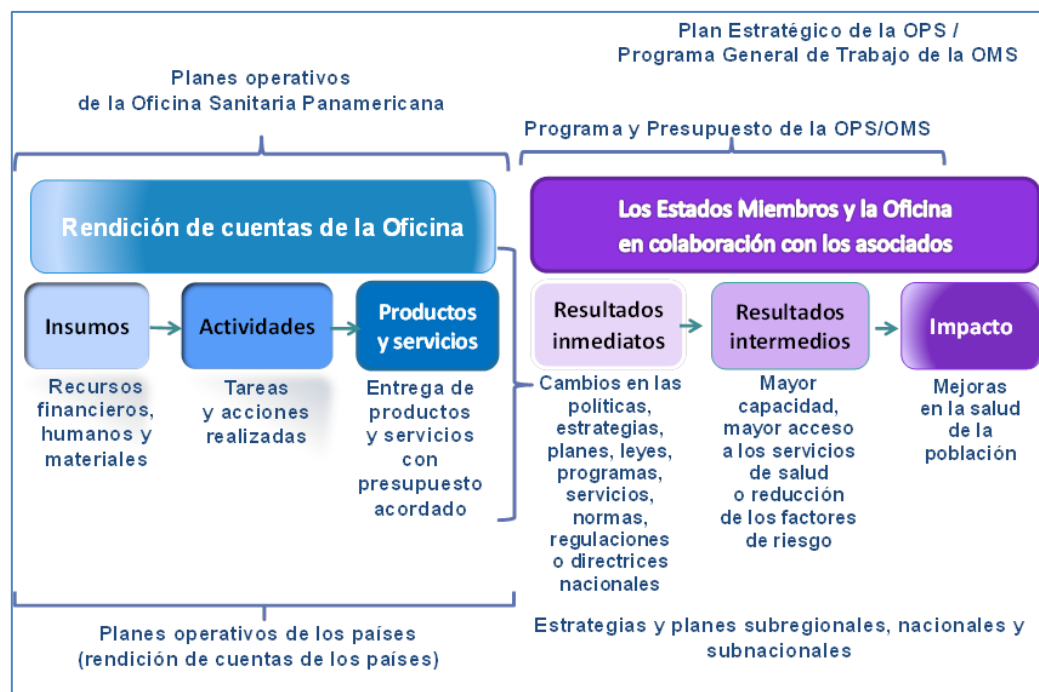 Plan Estratégico de la OPS /
Programa General de Trabajo de la OMS
Planes operativos
de la Oficina Sanitaria Panamericana
Programa y Presupuesto de la OPS/OMS
Rendición de cuentas de la Oficina
Los Estados Miembros y la Oficina
en colaboración con los asociados
Insumos
Actividades
Productos
y servicios
Resultados
inmediatos
Resultados
intermedios
Impacto
Recursos
financieros,
humanos y
materiales
Tareas
y acciones
realizadas
Entrega de
productos
y servicios
con
presupuesto
acordado
Cambios en las
políticas,
estrategias,
planes, leyes,
programas,
servicios,
normas,
regulaciones
o directrices
nacionales
Mayor
capacidad,
mayor acceso
a los servicios
de salud
o reducción
de los factores
de riesgo
Mejoras
en la salud
de la
población
Planes operativos de los países
(rendición de cuentas de los países)
Estrategias y planes subregionales, nacionales y
subnacionales